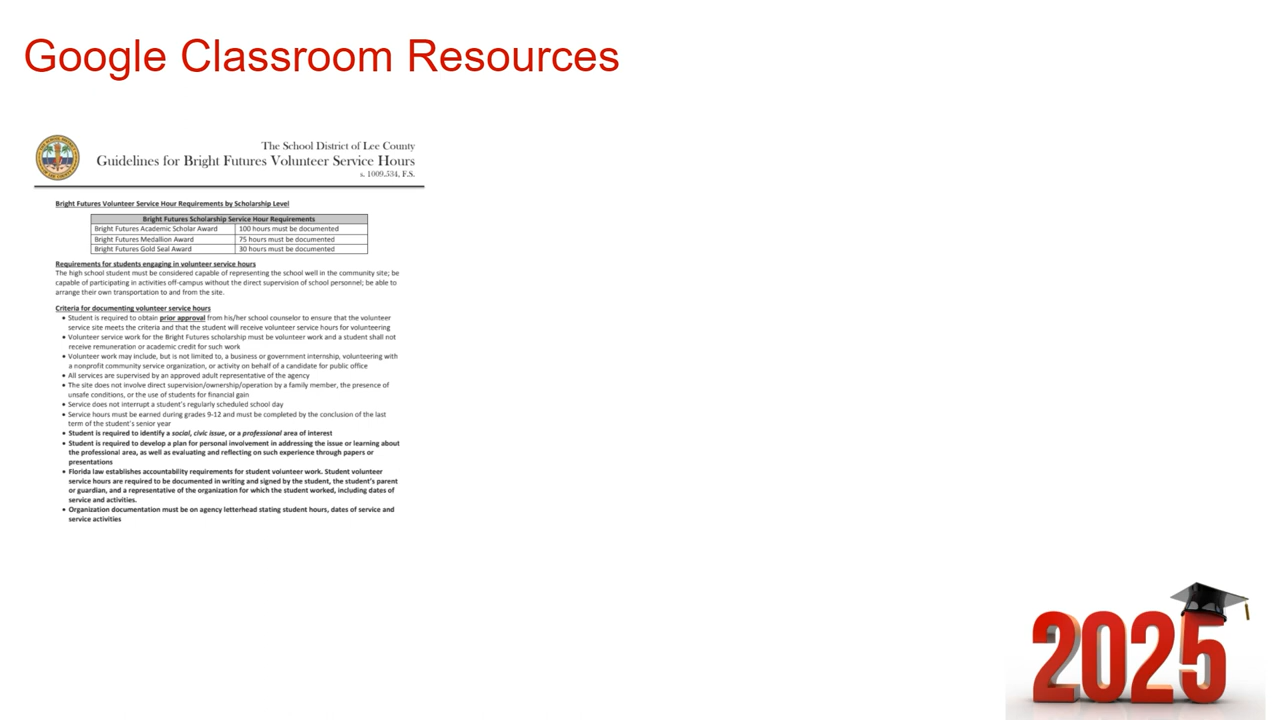 Google Classroom Resources
The School District of Lee County
Guidelines for Bright Futures Volunteer Service Hours
s. 1009.534, F.S.
Bright Futures Volunteer Service Hour Requirements by Scholarship Level
Bright Futures Scholarship Service Hour Requirements
Bright Futures Academic Scholar Award 100 hours must be documented
Bright Futures Medallion Award 75 hours must be documented
Bright Futures Gold Seal Award 30 hours must be documented
Requirements for students engaging in volunteer service hours
The high school student must be considered capable of representing the school well in the community site; be
capable of participating in activities off-campus without the direct supervision of school personnel; be able to
arrange their own transportation to and from the site.
Criteria for documenting volunteer service hours
• Student is required to obtain prior approval from his/her school counselor to ensure that the volunteer
service site meets the criteria and that the student will receive volunteer service hours for volunteering
• Volunteer service work for the Bright Futures scholarship must be volunteer work and a student shall not
receive remuneration or academic credit for such work
• Volunteer work may include, but is not limited to, a business or government internship, volunteering with
a nonprofit community service organization, or activity on behalf of a candidate for public office
• All services are supervised by an approved adult representative of the agency
• The site does not involve direct supervision/ownership/operation by a family member, the presence of
unsafe conditions, or the use of students for financial gain
• Service does not interrupt a student's regularly scheduled school day
• Service hours must be earned during grades 9-12 and must be completed by the conclusion of the last
term of the student's senior year
• Student is required to identify a social, civic issue, or a professional area of interest
• Student is required to develop a plan for personal involvement in addressing the issue or learning about
the professional area, as well as evaluating and reflecting on such experience through papers or
presentations
• Florida law establishes accountability requirements for student volunteer work. Student volunteer
service hours are required to be documented in writing and signed by the student, the student's parent
or guardian, and a representative of the organization for which the student worked, including dates of
service and activities.
• Organization documentation must be on agency letterhead stating student hours, dates of service and
service activities
2025